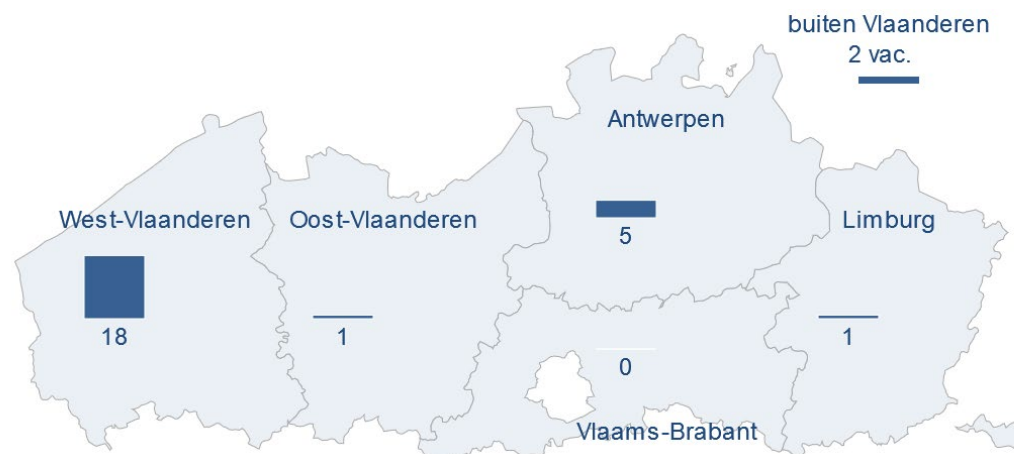 buiten Vlaanderen
2 vac.
Antwerpen
5
West-Vlaanderen
18
Oost-Vlaanderen
1
Limburg
1
0
Vlaams-Brabant